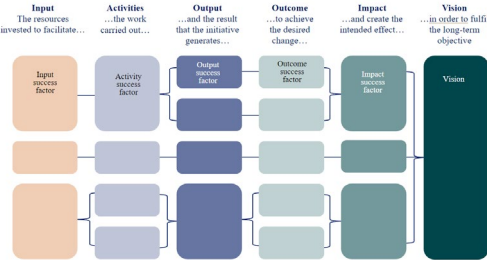 Input
The resources
invested to facilitate…
Activities
…the work
carried out…
Output
…and the result
that the initiative
generates…
Outcome
…to achieve
the desired
change…
Impact
…and create the
intended effect…
Vision
…in order to fulfi
the long-term
objective
Input
success
factor
Activity
success
factor
Output
success
factor
Outcome
success
factor
Impact
success
factor
Vision